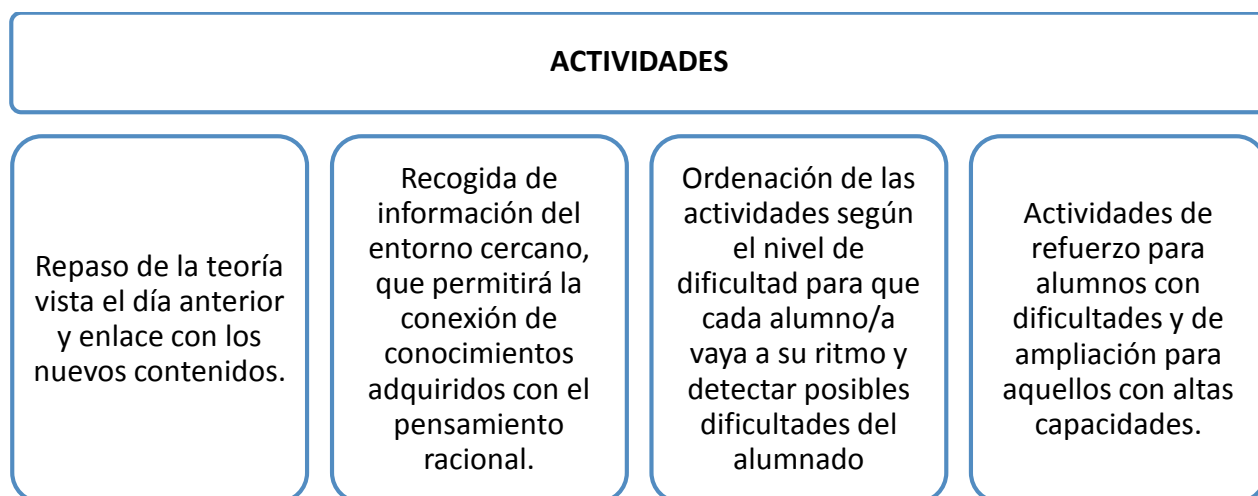 ACTIVIDADES
Repaso de la teoría
vista el día anterior
y enlace con los
nuevos contenidos.
Recogida de
información del
entorno cercano,
que permitirá la
conexión de
conocimientos
adquiridos con el
pensamiento
racional.
Ordenación de las
actividades según
el nivel de
dificultad para que
cada alumno/a
vaya a su ritmo y
detectar posibles
dificultades del
alumnado
Actividades de
refuerzo para
alumnos con
dificultades y de
ampliación para
aquellos con altas
capacidades.